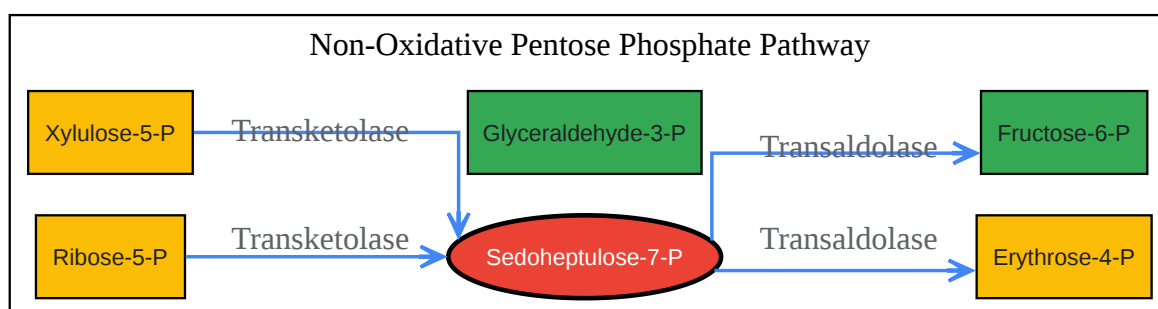 Non-Oxidative Pentose Phosphate Pathway
Xylulose-5-P
Transketolase
Glyceraldehyde-3-P
Transaldolase
Fructose-6-P
Ribose-5-P
Transketolase
Sedoheptulose-7-P
Transaldolase
Erythrose-4-P